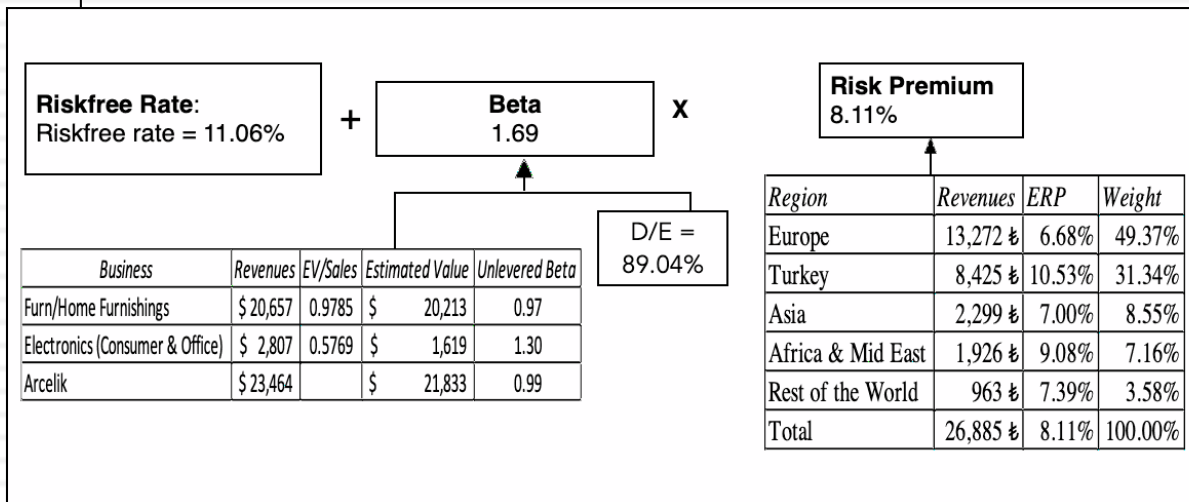 Riskfree Rate:
Riskfree rate = 11.06%
+
Beta
1.69
X
Risk Premium
8.11%
D/E =
89.04%
Business Revenues EV/Sales Estimated Value Unlevered Beta
Furn/Home Furnishings $ 20,657 0.9785 $ 20,213 0.97
Electronics (Consumer & Office) $ 2,807 0.5769 $ 1,619 1.30
Arcelik $ 23,464 $ 21,833 0.99
Region Revenues ERP Weight
Europe 13,272 ₺ 6.68% 49.37%
Turkey 8,425 ₺ 10.53% 31.34%
Asia 2,299 ₺ 7.00% 8.55%
Africa & Mid East 1,926 ₺ 9.08% 7.16%
Rest of the World 963 ₺ 7.39% 3.58%
Total 26,885 ₺ 8.11% 100.00%